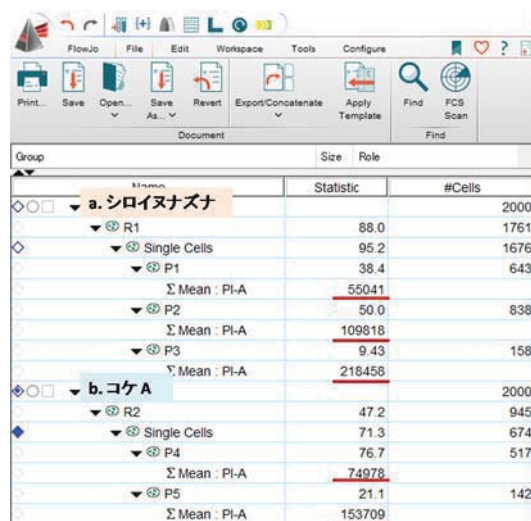 FlowJo File Edit Workspace Tools Configure
Print... Save Open... Save As... Revert Export/Concatenate Apply Template Find FCS Scan
Document Find
Group Size Role
Name Statistic #Cells
a. シロイヌナズナ 2000
R1 88.0 1761
Single Cells 95.2 1676
P1 38.4 643
Σ Mean : PI-A 55041
P2 50.0 838
Σ Mean : PI-A 109818
P3 9.43 158
Σ Mean : PI-A 218458
b. コケ A 2000
R2 47.2 945
Single Cells 71.3 674
P4 76.7 517
Σ Mean : PI-A 74978
P5 21.1 142
Σ Mean : PI-A 153709